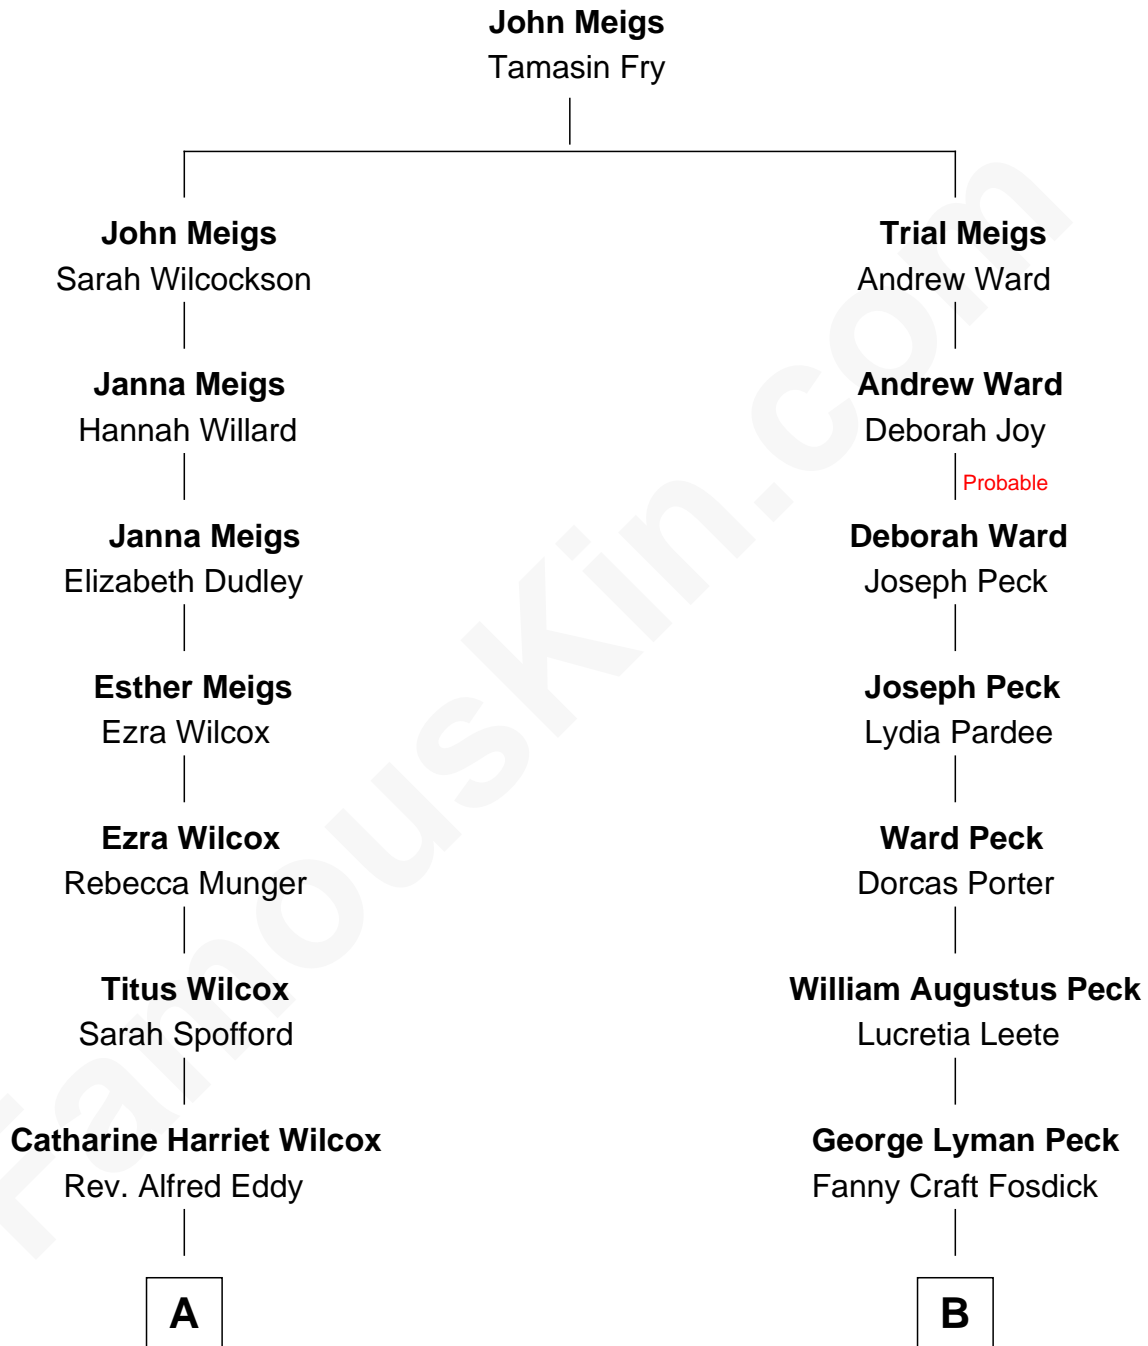 John Meigs
Tamasin Fry
John Meigs
Sarah Wilcockson
Trial Meigs
Andrew Ward
Janna Meigs
Hannah Willard
Andrew Ward
Deborah Joy
Probable
Janna Meigs
Elizabeth Dudley
Deborah Ward
Joseph Peck
Esther Meigs
Ezra Wilcox
Joseph Peck
Lydia Pardee
Ezra Wilcox
Rebecca Munger
Ward Peck
Dorcas Porter
Titus Wilcox
Sarah Spofford
William Augustus Peck
Lucretia Leete
Catharine Harriet Wilcox
Rev. Alfred Eddy
George Lyman Peck
Fanny Craft Fosdick
A
B
FamousKin.com